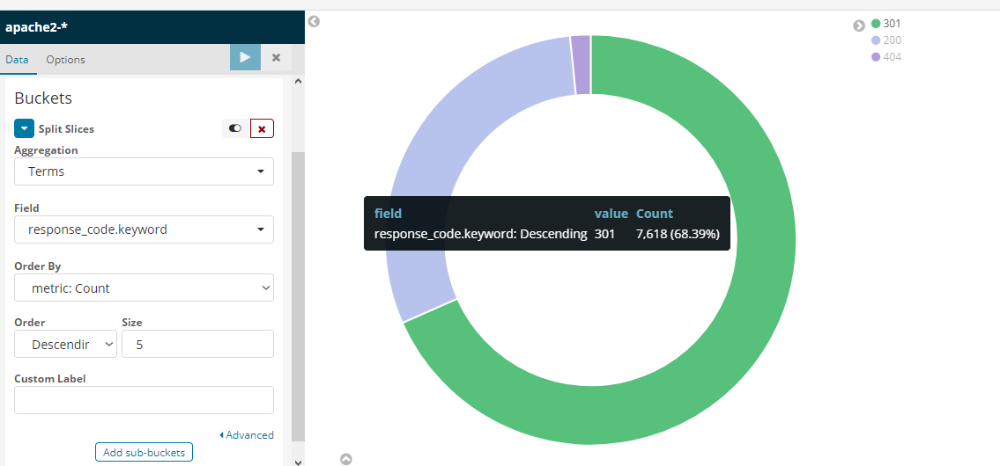 apache2-*
Data Options
Buckets
Split Slices
Aggregation
Terms
Field
response_code.keyword
Order By
metric: Count
Order Size
Descendir 5
Custom Label
Advanced
Add sub-buckets
field value Count
response_code.keyword: Descending 301 7,618 (68.39%)
301
200
404